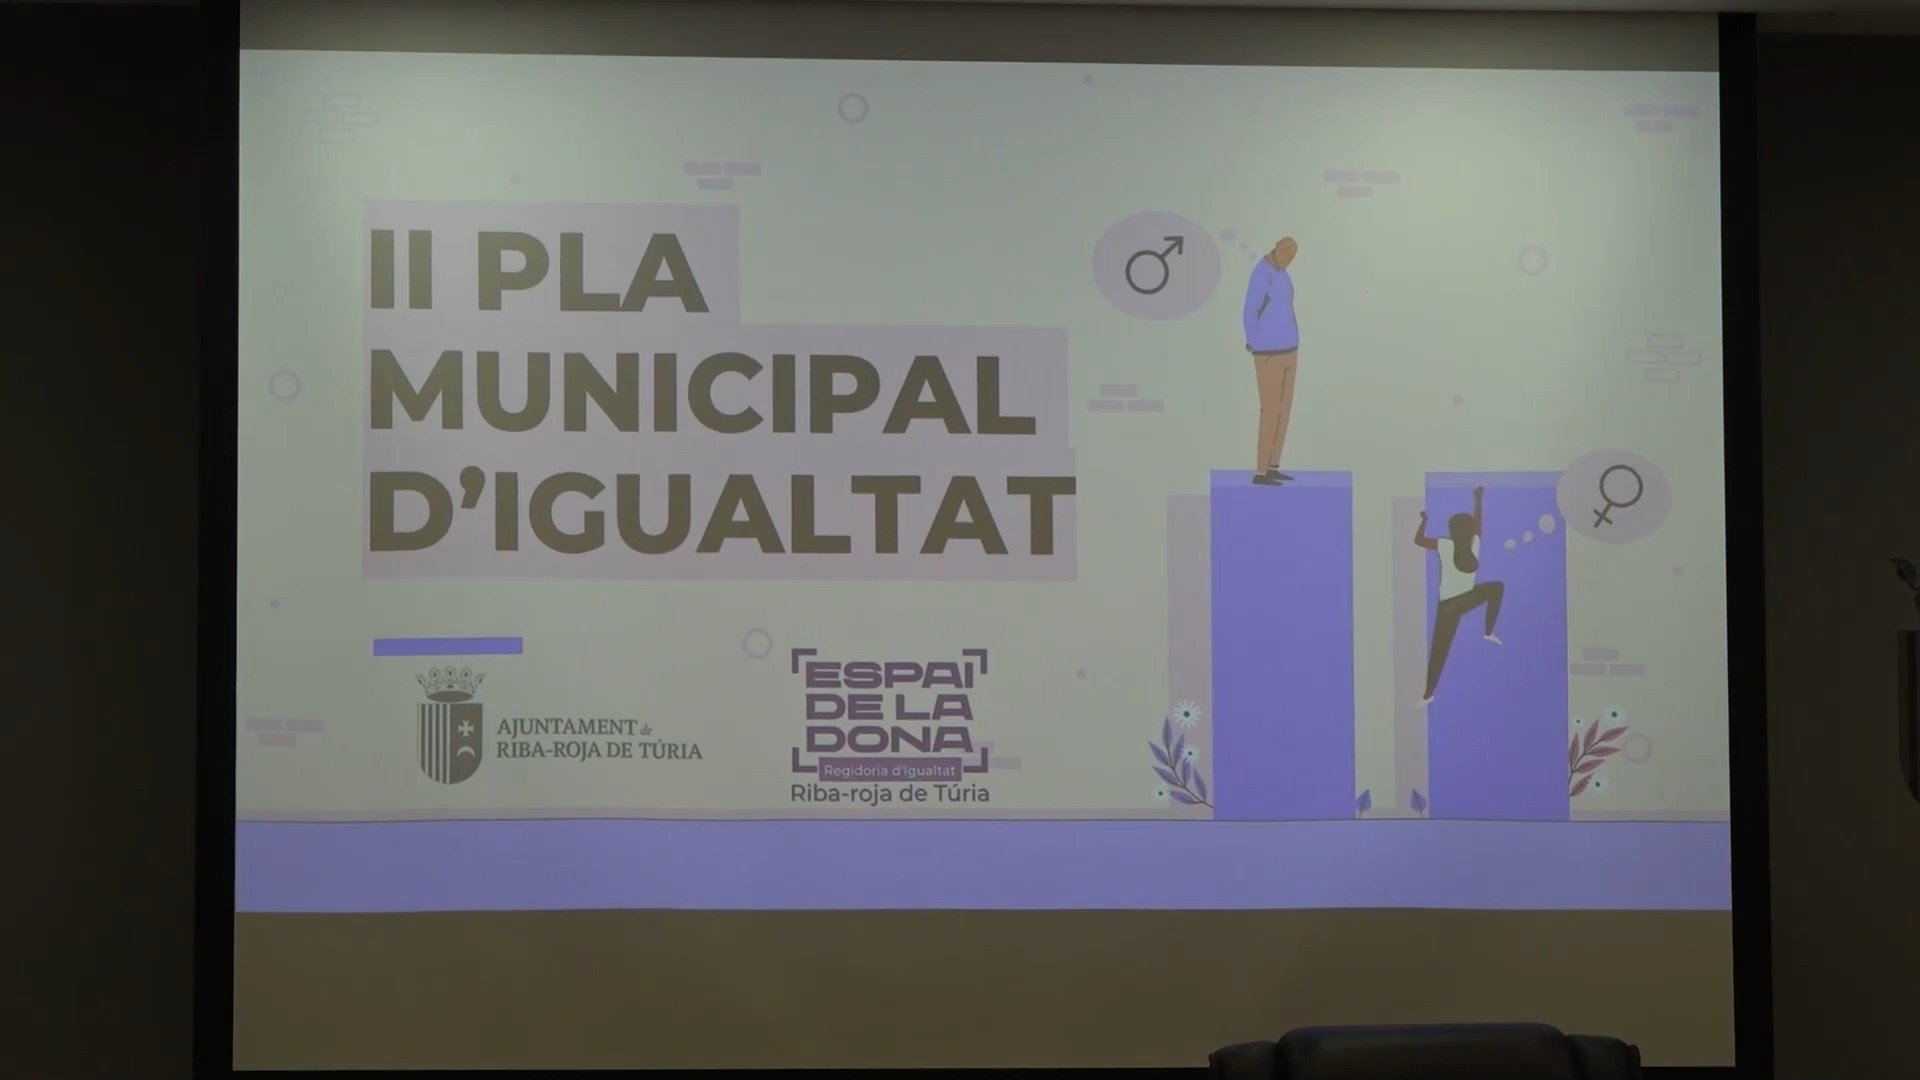 II PLA
MUNICIPAL
D'IGUALTAT
AJUNTAMENT de
RIBA-ROJA DE TÚRIA
ESPAI
DE LA
DONA
Regidoria d'Igualtat
Riba-roja de Túria